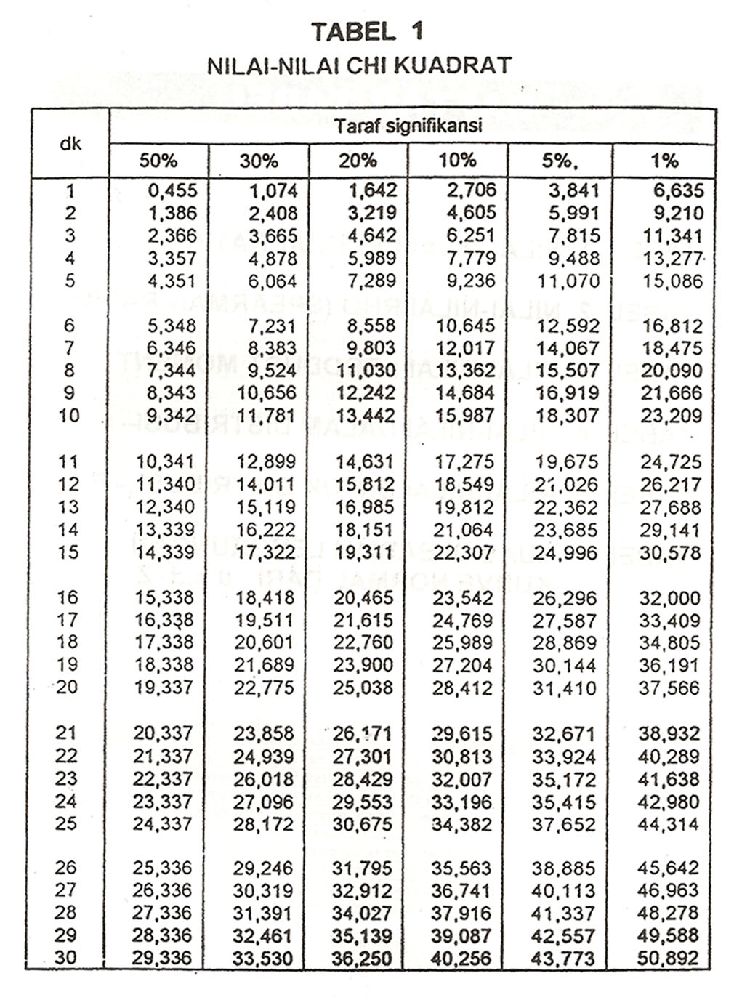 TABEL 1
NILAI-NILAI CHI KUADRAT
dk Taraf signifikansi
50% 30% 20% 10% 5%. 1%
1 0,455 1,074 1,642 2,706 3,841 6,635
2 1,386 2,408 3,219 4,605 5,991 9,210
3 2,366 3,665 4,642 6,251 7,815 11,341
4 3,357 4,878 5,989 7,779 9,488 13,277
5 4,351 6,064 7,289 9,236 11,070 15,086
6 5,348 7,231 8,558 10,645 12,592 16,812
7 6,346 8,383 9,803 12,017 14,067 18,475
8 7,344 9,524 11,030 13,362 15,507 20,090
9 8,343 10,656 12,242 14,684 16,919 21,666
10 9,342 11,781 13,442 15,987 18,307 23,209
11 10,341 12,899 14,631 17,275 19,675 24,725
12 11,340 14,011 15,812 18,549 21,026 26,217
13 12,340 15,119 16,985 19,812 22,362 27,688
14 13,339 16,222 18,151 21,064 23,685 29,141
15 14,339 17,322 19,311 22,307 24,996 30,578
16 15,338 18,418 20,465 23,542 26,296 32,000
17 16,338 19,511 21,615 24,769 27,587 33,409
18 17,338 20,601 22,760 25,989 28,869 34,805
19 18,338 21,689 23,900 27,204 30,144 36,191
20 19,337 22,775 25,038 28,412 31,410 37,566
21 20,337 23,858 26,171 29,615 32,671 38,932
22 21,337 24,939 27,301 30,813 33,924 40,289
23 22,337 26,018 28,429 32,007 35,172 41,638
24 23,337 27,096 29,553 33,196 35,415 42,980
25 24,337 28,172 30,675 34,382 37,652 44,314
26 25,336 29,246 31,795 35,563 38,885 45,642
27 26,336 30,319 32,912 36,741 40,113 46,963
28 27,336 31,391 34,027 37,916 41,337 48,278
29 28,336 32,461 35,139 39,087 42,557 49,588
30 29,336 33,530 36,250 40,256 43,773 50,892